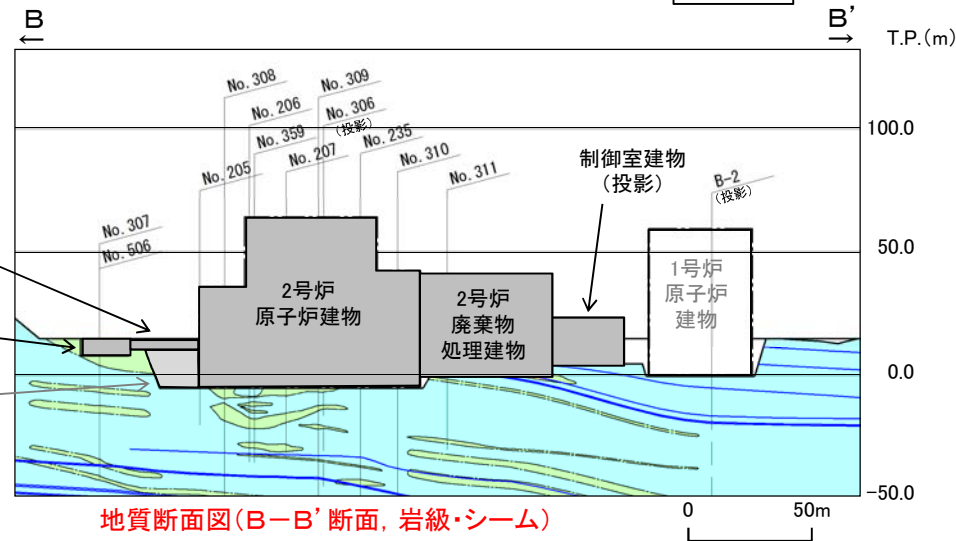 B
B’
T.P.(m)
No. 308
No. 309
No. 206
No. 306
(投影)
No. 359
No. 235
No. 205
No. 207
No. 310
No. 311
B-2
(投影)
100.0
制御室建物
(投影)
No. 307
No. 506
50.0
2号炉
原子炉建物
2号炉
廃棄物
処理建物
1号炉
原子炉
建物
0.0
-50.0
地質断面図(B-B’断面, 岩級・シーム)
0 50m